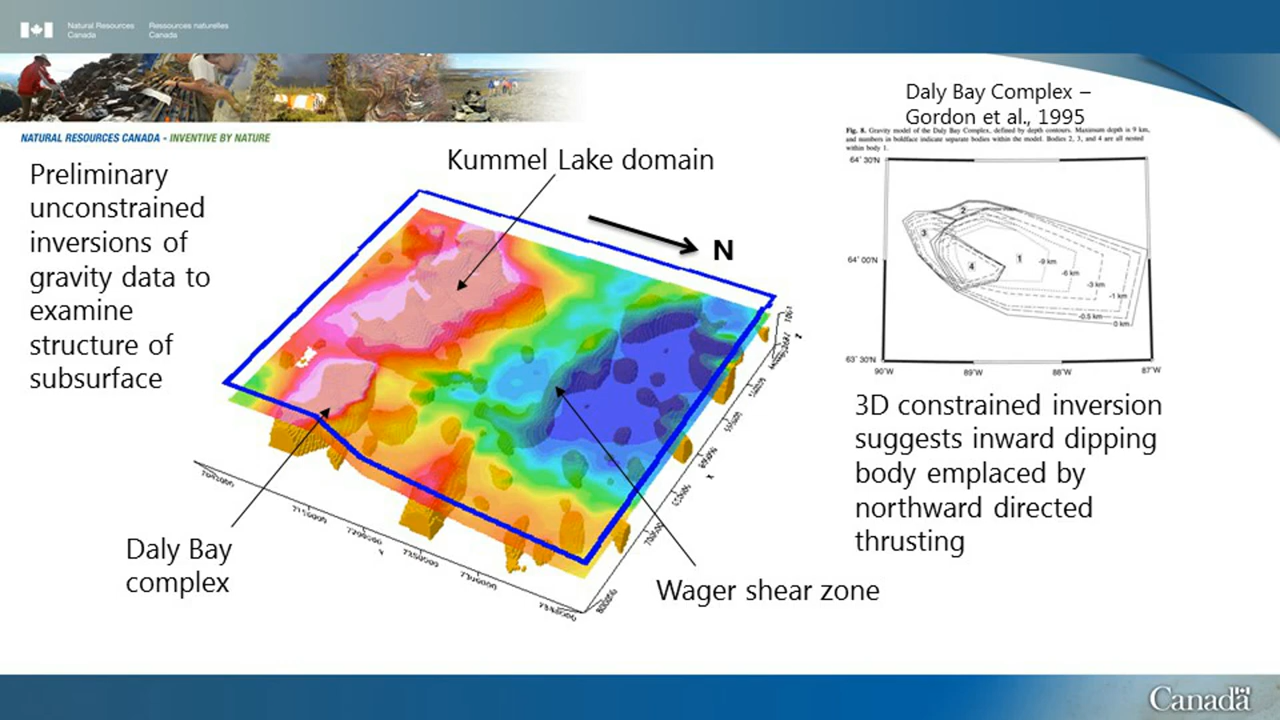 Natural Resources Ressources naturelles
Canada Canada
NATURAL RESOURCES CANADA - INVENTIVE BY NATURE
Daly Bay Complex –
Gordon et al., 1995
Fig. 8. Gravity model of the Daly Bay Complex, defined by depth contours. Maximum depth is 9 km,
and numbers in boldface indicate separate bodies within the model. Bodies 2, 3, and 4 are all nested
within body 1.
Preliminary
unconstrained
inversions of
gravity data to
examine
structure of
subsurface
Kummel Lake domain
N
Daly Bay
complex
Wager shear zone
64° 30'N
64° 00'N
63° 30'N
90°W
89°W
88°W
87°W
2
3
4
1
-9 km
-6 km
-3 km
-1 km
-0.5 km
0 km
3D constrained inversion
suggests inward dipping
body emplaced by
northward directed
thrusting
Canada